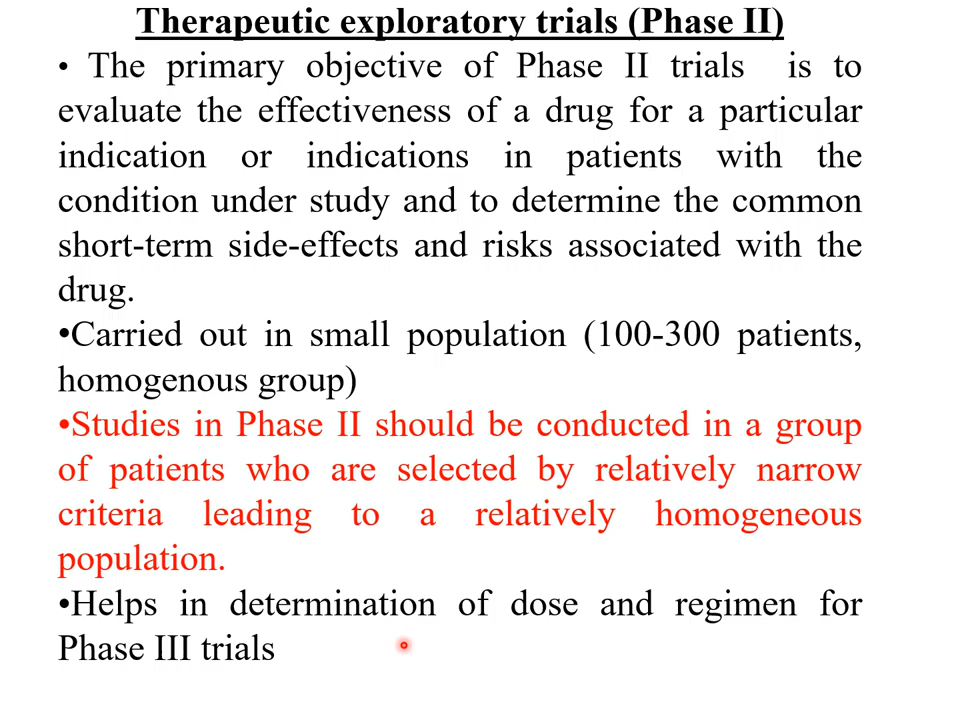 Therapeutic exploratory trials (Phase II)
• The primary objective of Phase II trials is to
evaluate the effectiveness of a drug for a particular
indication or indications in patients with the
condition under study and to determine the common
short-term side-effects and risks associated with the
drug.
•Carried out in small population (100-300 patients,
homogenous group)
•Studies in Phase II should be conducted in a group
of patients who are selected by relatively narrow
criteria leading to a relatively homogeneous
population.
•Helps in determination of dose and regimen for
Phase III trials